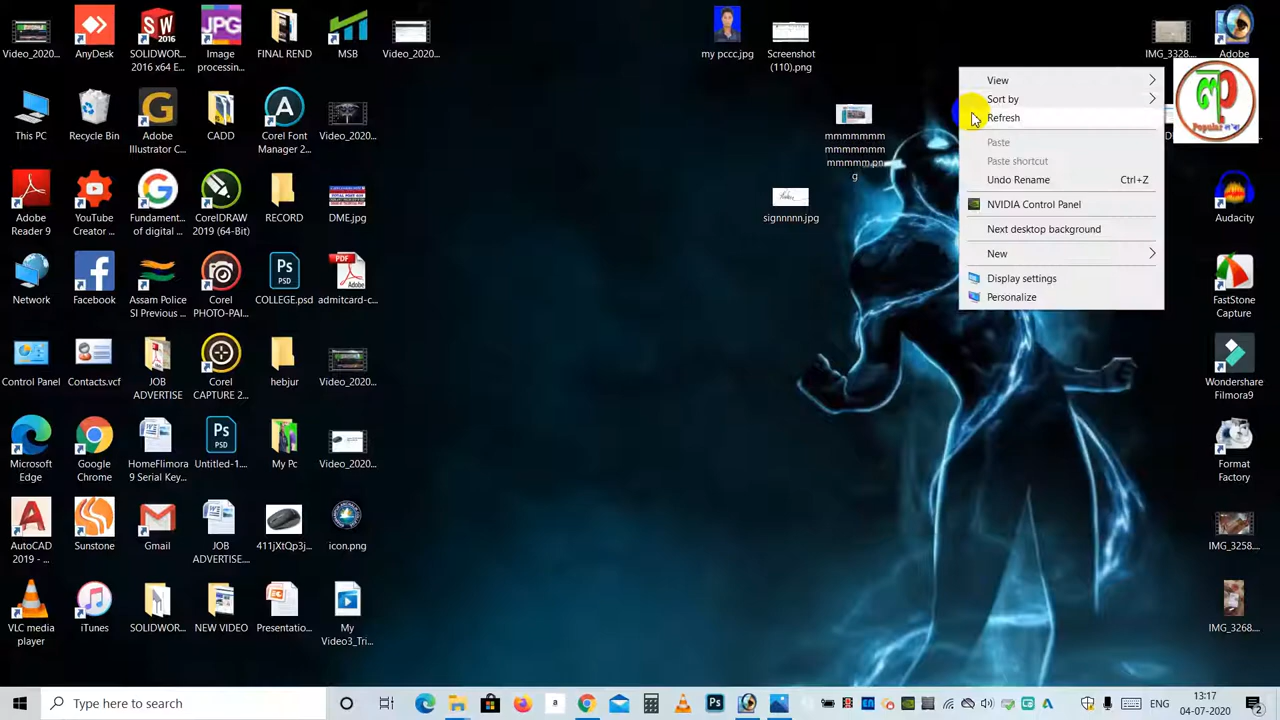 Video_2020...
AnyDesk
SOLIDWOR...
2016 x64 E...
Image
processin...
FINAL REND
MSB
Video_2020...
my pccc.jpg
Screenshot
(110).png
IMG_3328....
Adobe
This PC
Recycle Bin
Adobe
Illustrator C...
CADD
Corel Font
Manager 2...
Video_2020...
mmmmmmm
mmmmmmm
mmmmm.pn
g
Popular
Adobe
Reader 9
YouTube
Creator ...
Fundament...
of digital ...
CorelDRAW
2019 (64-Bit)
RECORD
DME.jpg
signnnnn.jpg
Audacity
Network
Facebook
Assam Police
SI Previous ...
Corel
PHOTO-PAI...
COLLEGE.psd
admitcard-c...
FastStone
Capture
Control Panel
Contacts.vcf
JOB
ADVERTISE
Corel
CAPTURE 2...
hebjur
Video_2020...
Wondershare
Filmora9
Microsoft
Edge
Google
Chrome
HomeFlimora
9 Serial Key...
Untitled-1....
My Pc
Video_2020...
Format
Factory
AutoCAD
2019 - ...
Sunstone
Gmail
JOB
ADVERTISE....
411jXtQp3j...
icon.png
IMG_3258....
VLC media
player
iTunes
SOLIDWOR...
NEW VIDEO
Presentatio...
My
Video3_Tri...
IMG_3268....
View
Sort by
Refresh
Paste
Paste shortcut
Undo Rename Ctrl+Z
NVIDIA Control Panel
Next desktop background
New
Display settings
Personalize
Type here to search
ENG
13:17
04-07-2020
2